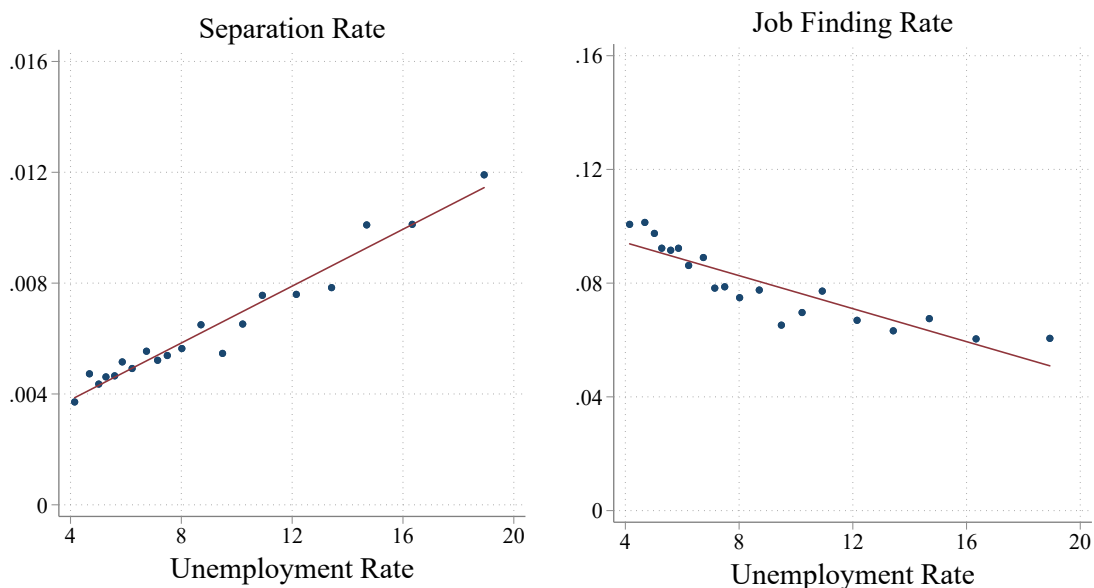 Separation Rate
.016
.012
.008
.004
0
4 8 12 16 20
Unemployment Rate
Job Finding Rate
.16
.12
.08
.04
0
4 8 12 16 20
Unemployment Rate